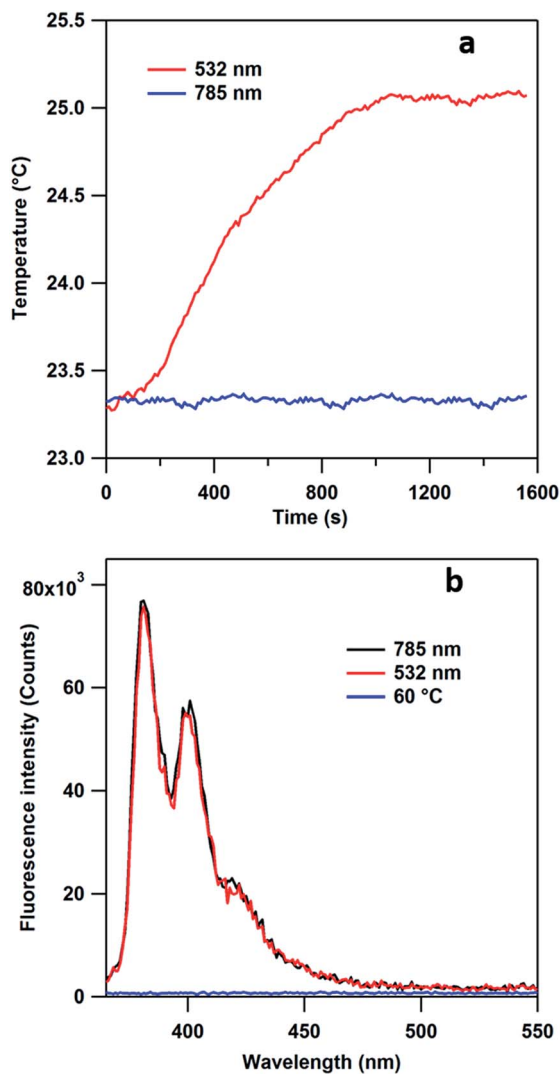 a
532 nm
785 nm
25.5
25.0
24.5
24.0
23.5
23.0
Temperature (°C)
0 400 800 1200 1600
Time (s)
b
785 nm
532 nm
60 °C
80x10³
60
40
20
0
Fluorescence intensity (Counts)
400 450 500 550
Wavelength (nm)